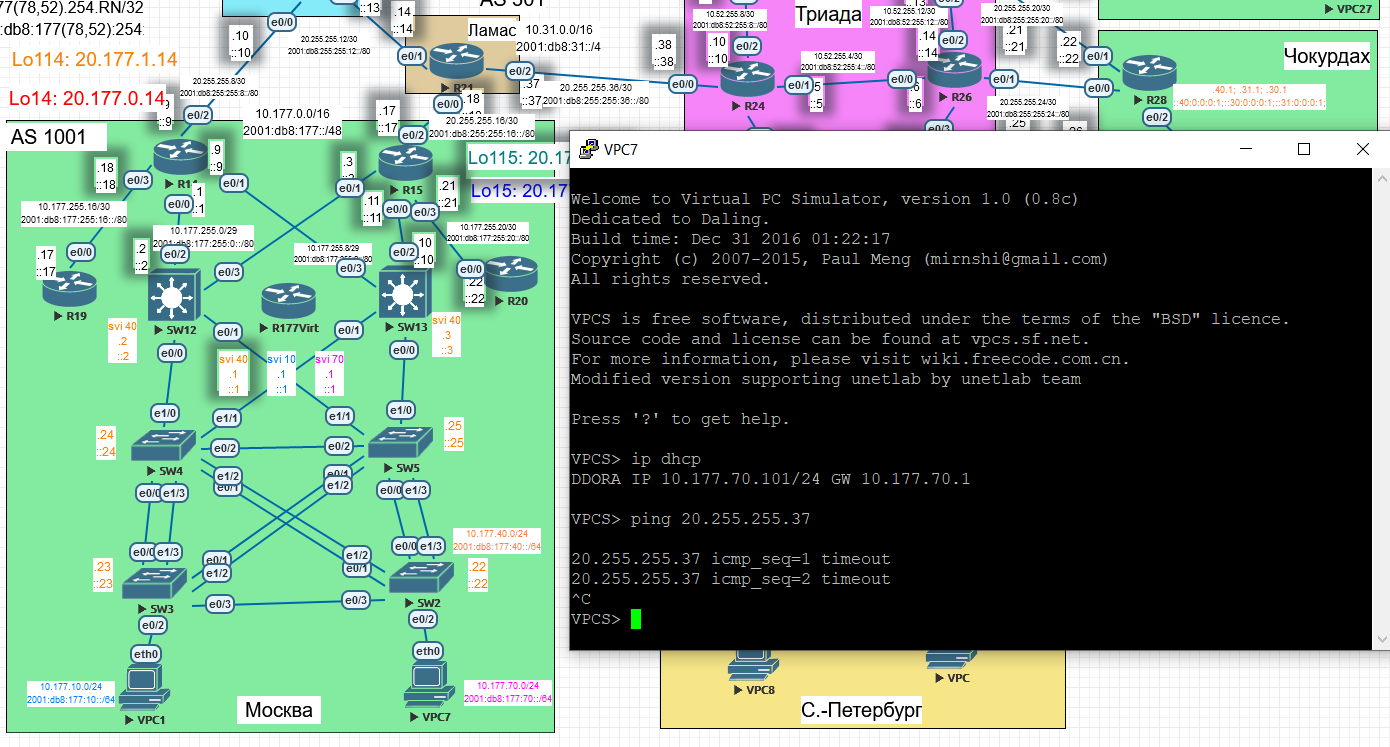 77(78,52).254.RN/32
:db8:177(78,52):254:
Lo114: 20.177.1.14
Lo14: 20.177.0.14
AS 1001
.10
::10
e0/0
20.255.255.12/30
2001:db8:255:255:12::/80
::13
.14
::14
e0/1
Ламас
10.31.0.0/16
2001:db8:31::/4
R21
e0/2
.37
::37
20.255.255.36/30
2001:db8:255:255:36::/80
.38
::38
e0/0
20.255.255.8/30
2001:db8:255:255:8::/80
::9
e0/2
10.177.0.0/16
2001:db8:177::/48
.17
::17
e0/0
.18
e0/2
20.255.255.16/30
2001:db8:255:255:16::/80
Триада
10.52.255.8/30
2001:db8:52:255:8::/80
10.52.255.12/30
2001:db8:52:255:12::/80
20.255.255.20/30
2001:db8:255:255:20::/80
.10
::10
e0/2
.14
::14
e0/2
.21
::21
.22
::22
e0/1
10.52.255.4/30
2001:db8:52:255:4::/80
R24
e0/1
.5
::5
e0/0
.6
::6
R26
e0/1
20.255.255.24/30
2001:db8:255:255:24::/80
.25
e0/3
e0/0
VPC27
Чокурдах
R28
.40.1; .31.1; .30.1
::40:0:0:0:1;::30:0:0:0:1;::31:0:0:0:1;
e0/2
.18
::18
e0/3
R14
.9
::9
e0/1
.1
::1
e0/0
.3
e0/1
R15
.11
::11
e0/0
e0/3
.21
::21
Lo115: 20.17
Lo15: 20.17
10.177.255.16/30
2001:db8:177:255:16::/80
10.177.255.0/29
2001:db8:177:255:0::/80
10.177.255.8/29
10.177.255.20/30
2001:db8:177:255:20::/80
.17
::17
e0/0
R19
.2
::2
e0/2
e0/3
SW12
R177Virt
e0/3
.10
::10
e0/2
SW13
e0/0
.22
::22
R20
svi 40
.2
::2
e0/1
e0/0
svi 40
.1
::1
svi 10
.1
::1
svi 70
.1
::1
e0/1
e0/0
svi 40
.3
::3
e1/0
e1/1
e1/1
e1/0
.24
::24
SW4
e0/2
e0/2
SW5
.25
::25
e1/2
e0/1
e0/1
e1/2
e0/0
e1/3
e0/0
e1/3
10.177.40.0/24
2001:db8:177:40::/64
e0/0
e1/3
e0/1
e1/2
e1/2
e0/1
e0/0
e1/3
.23
::23
SW3
e0/3
e0/3
SW2
.22
::22
e0/2
e0/2
eth0
eth0
10.177.10.0/24
2001:db8:177:10::/64
VPC1
Москва
VPC7
10.177.70.0/24
2001:db8:177:70::/64
VPC7
Welcome to Virtual PC Simulator, version 1.0 (0.8c)
Dedicated to Daling.
Build time: Dec 31 2016 01:22:17
Copyright (c) 2007-2015, Paul Meng (mirnshi@gmail.com)
All rights reserved.
VPCS is free software, distributed under the terms of the "BSD" licence.
Source code and license can be found at vpcs.sf.net.
For more information, please visit wiki.freecode.com.cn.
Modified version supporting unetlab by unetlab team
Press '?' to get help.
VPCS> ip dhcp
DDORA IP 10.177.70.101/24 GW 10.177.70.1
VPCS> ping 20.255.255.37
20.255.255.37 icmp_seq=1 timeout
20.255.255.37 icmp_seq=2 timeout
^C
VPCS>
VPC8
VPC
С.-Петербург